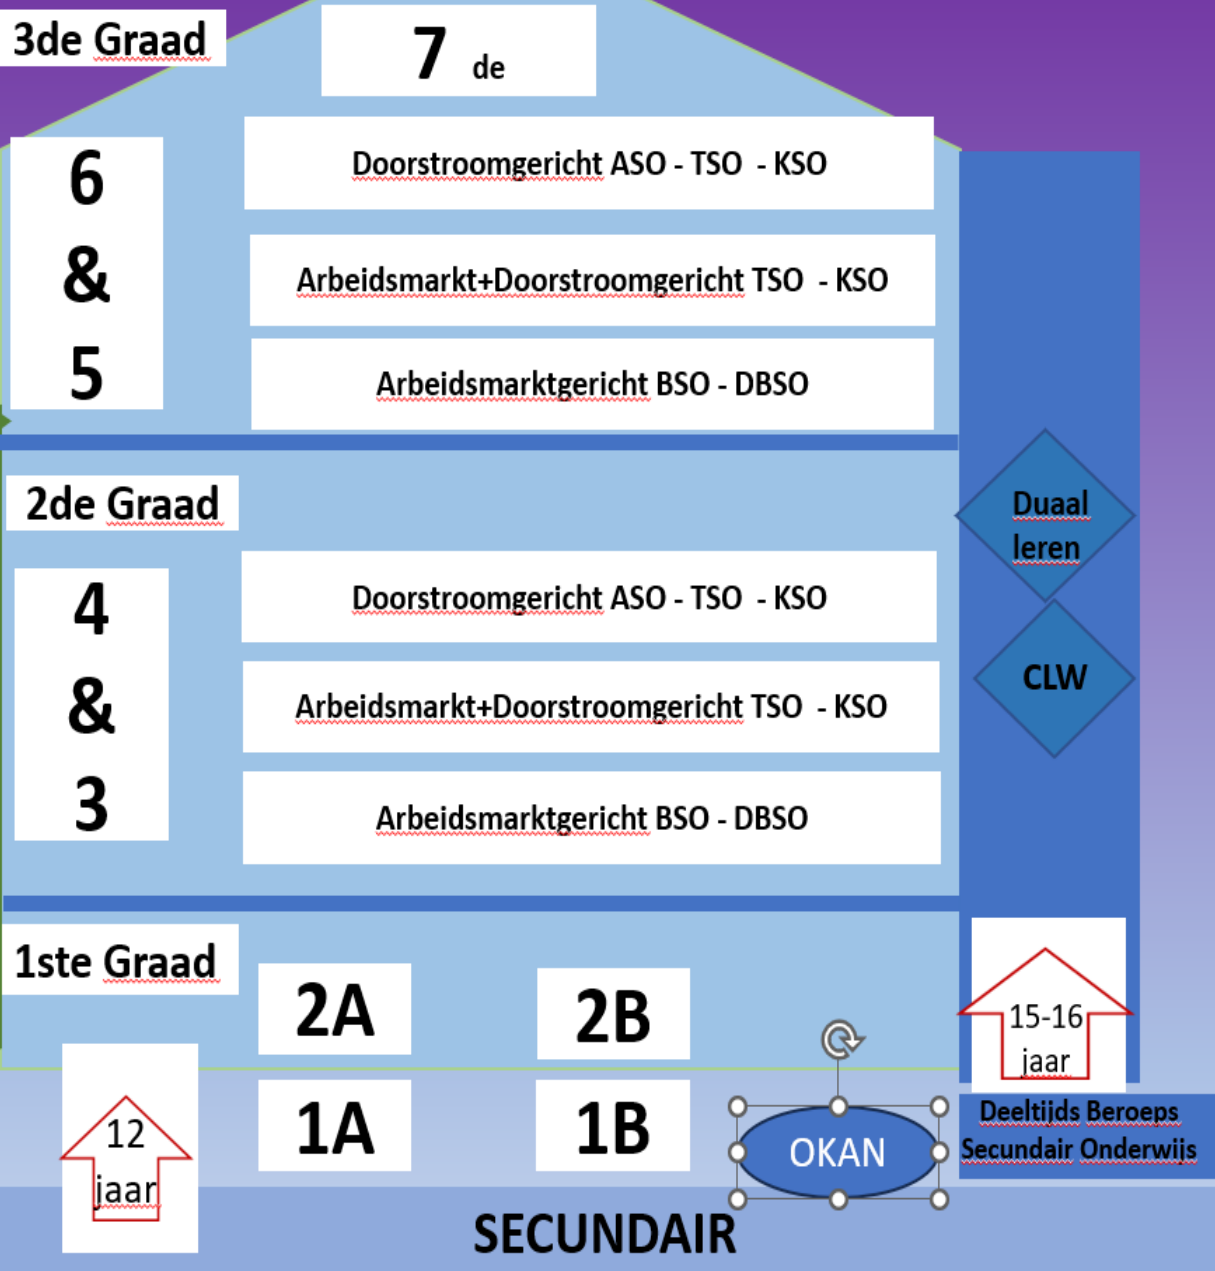 3de Graad
7 de
6
&
5
Doorstroomgericht ASO - TSO - KSO
Arbeidsmarkt+Doorstroomgericht TSO - KSO
Arbeidsmarktgericht BSO - DBSO
2de Graad
4
&
3
Doorstroomgericht ASO - TSO - KSO
Arbeidsmarkt+Doorstroomgericht TSO - KSO
Arbeidsmarktgericht BSO - DBSO
Duaal
leren
CLW
1ste Graad
2A
2B
1A
1B
12
jaar
OKAN
15-16
jaar
Deeltijds Beroeps
Secundair Onderwijs
SECUNDAIR